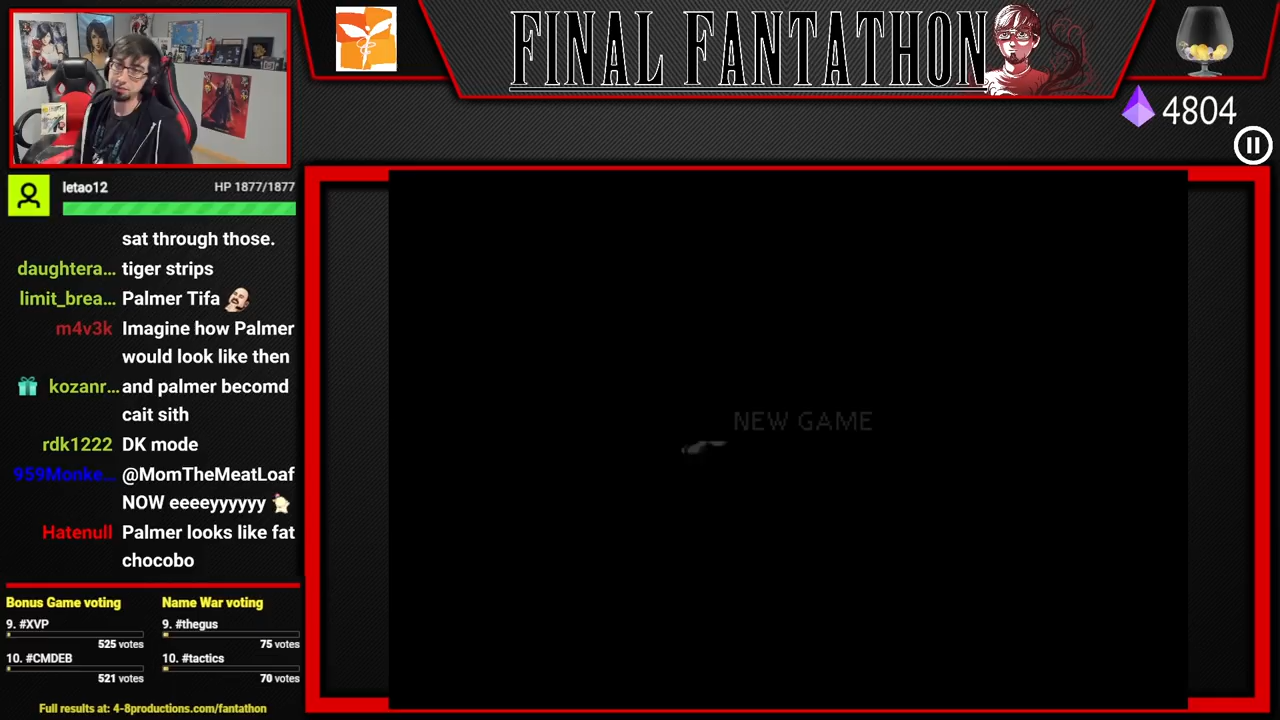 FINAL FANTATHON
4804
letao12 HP 1877/1877
sat through those.
daughtera... tiger strips
limit_brea... Palmer Tifa
m4v3k Imagine how Palmer
would look like then
kozanr... and palmer becomd
cait sith
rdk1222 DK mode
959Monke... @MomTheMeatLoaf
NOW eeeeyyyyyy
Hatenull Palmer looks like fat
chocobo
NEW GAME
Bonus Game voting Name War voting
9. #XVP 9. #thegus
525 votes 75 votes
10. #CMDEB 10. #tactics
521 votes 70 votes
Full results at: 4-8productions.com/fantathon